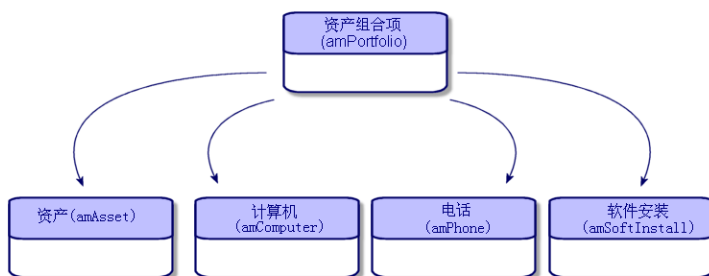 资产组合项
(amPortfolio)
资产(amAsset)
计算机
(amComputer)
电话
(amPhone)
软件安装
(amSoftInstall)